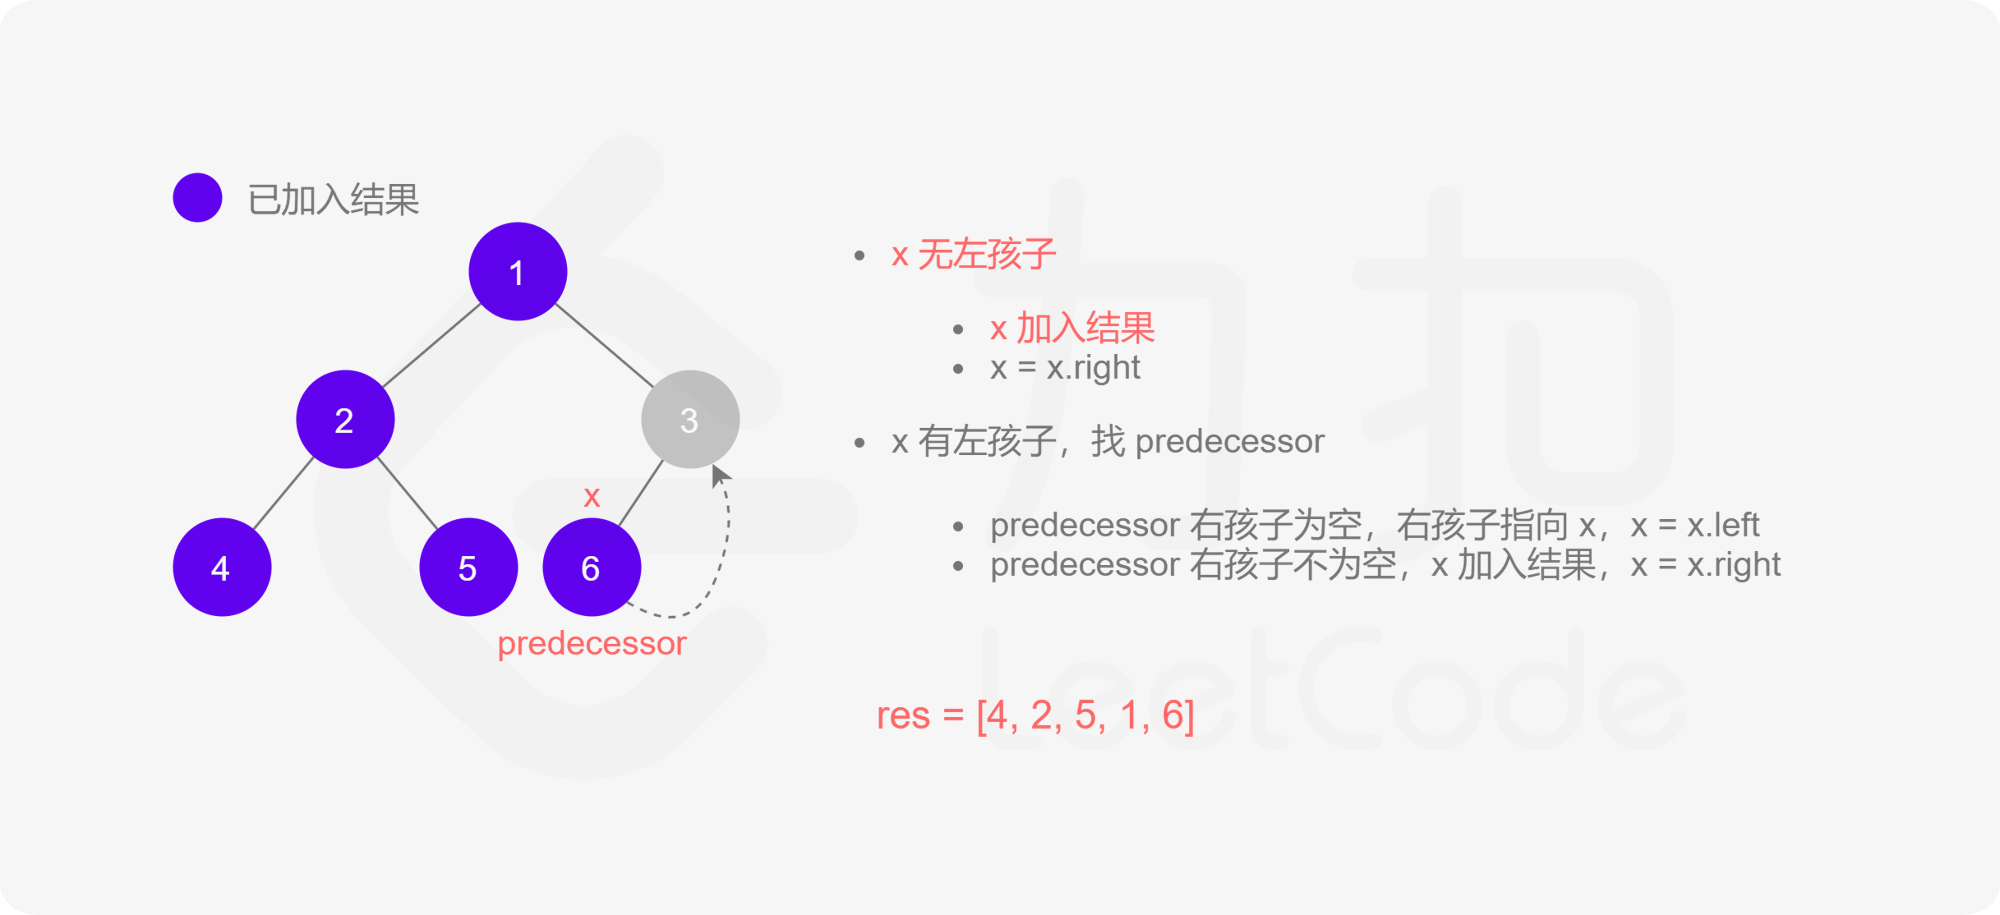 已加入结果
1
2
3
x
4
5
6
predecessor
x 无左孩子
x 加入结果
x = x.right
x 有左孩子，找 predecessor
predecessor 右孩子为空，右孩子指向 x，x = x.left
predecessor 右孩子不为空，x 加入结果，x = x.right
res = [4, 2, 5, 1, 6]
力扣
LeetCode